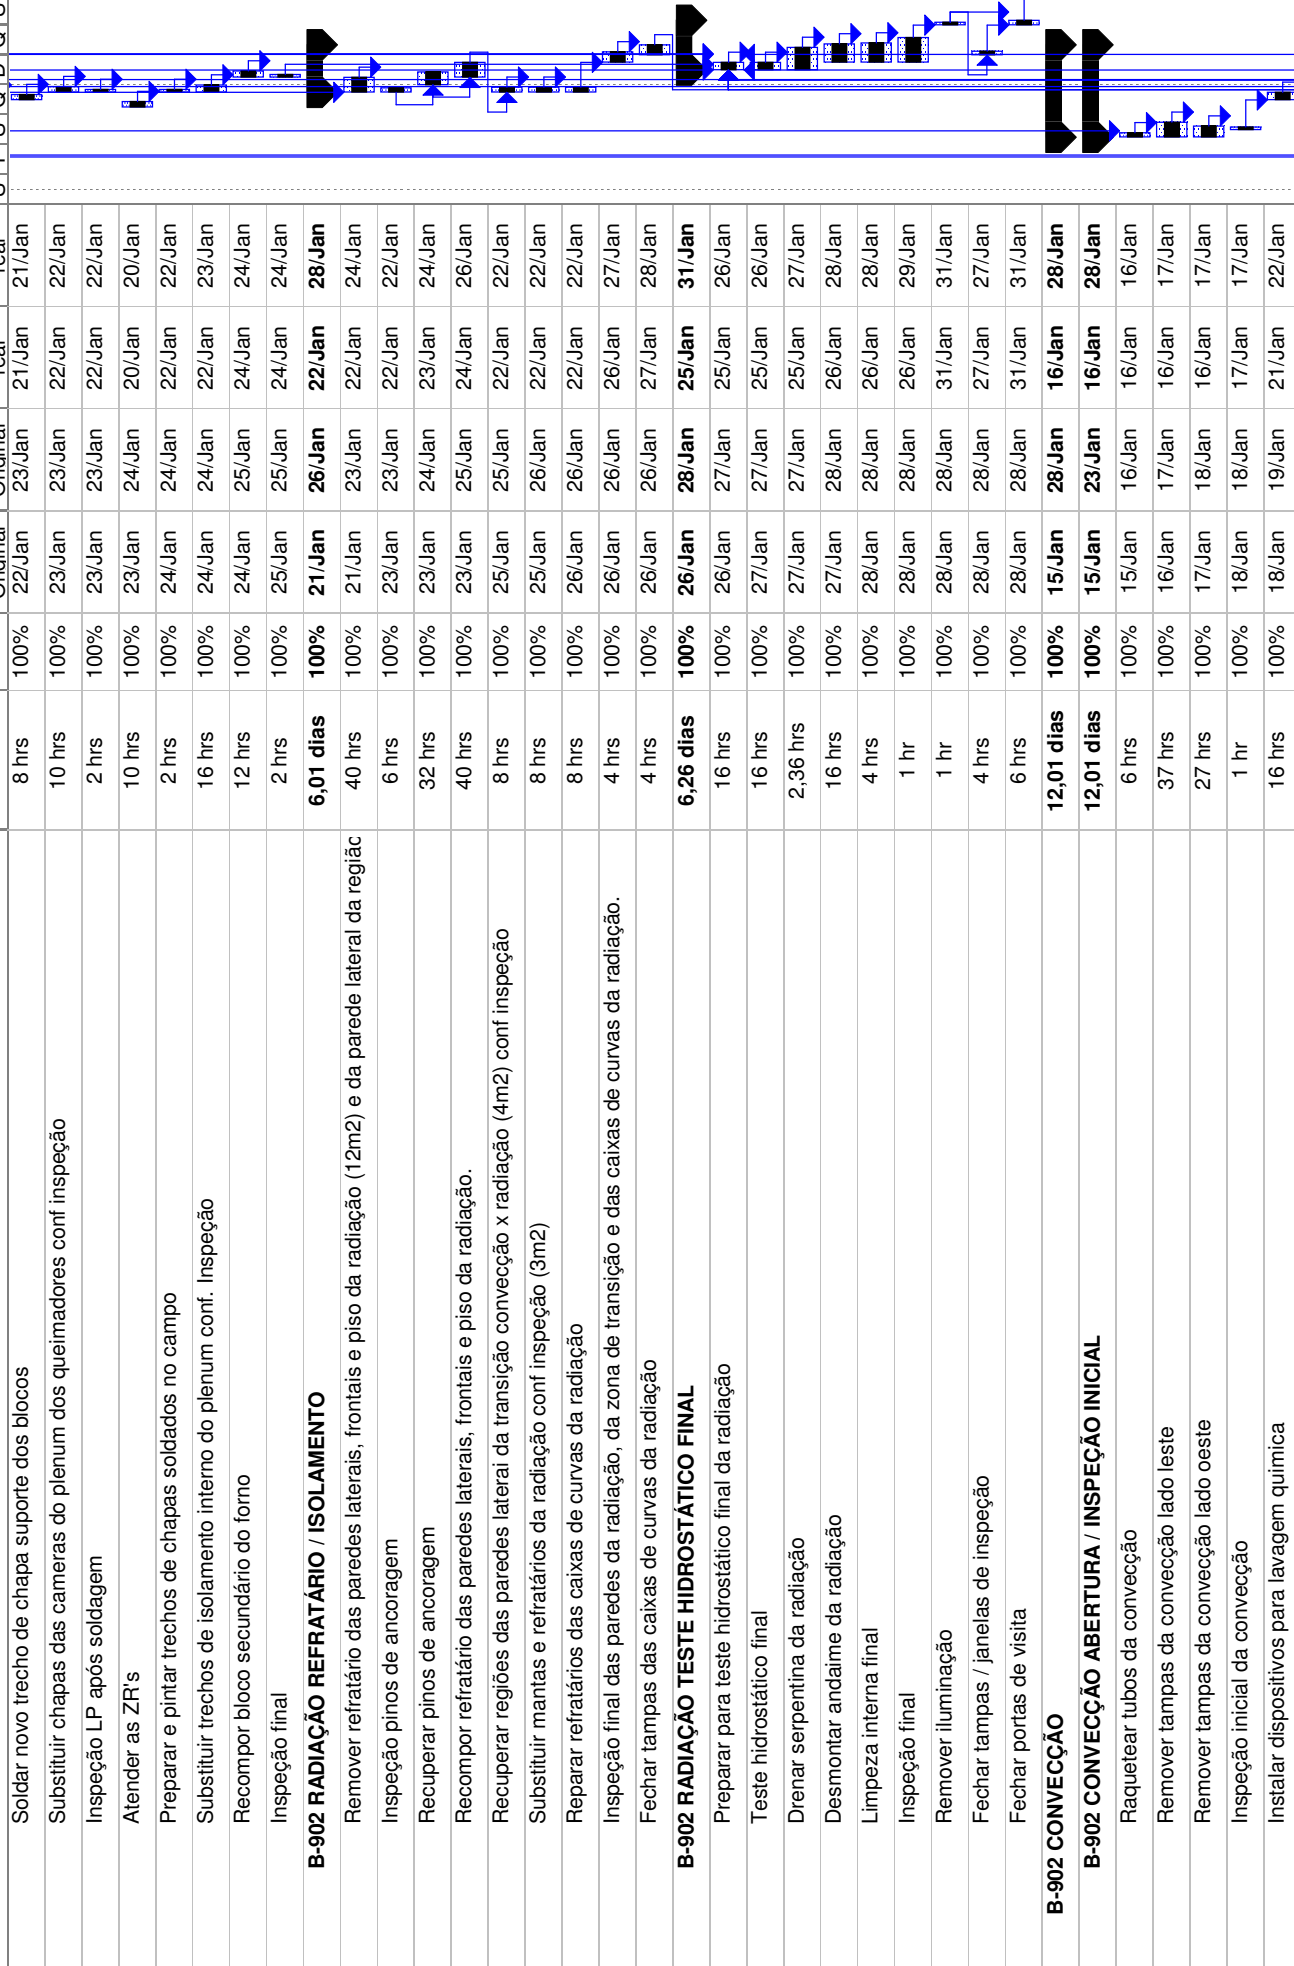 Soldar novo trecho de chapa suporte dos blocos 8 hrs 100% 22/Jan 23/Jan 21/Jan 21/Jan
Substituir chapas das cameras do plenum dos queimadores conf inspeção 10 hrs 100% 23/Jan 23/Jan 22/Jan 22/Jan
Inspeção LP após soldagem 2 hrs 100% 23/Jan 23/Jan 22/Jan 22/Jan
Atender as ZR's 10 hrs 100% 23/Jan 24/Jan 20/Jan 20/Jan
Preparar e pintar trechos de chapas soldados no campo 2 hrs 100% 24/Jan 24/Jan 22/Jan 22/Jan
Substituir trechos de isolamento interno do plenum conf. Inspeção 16 hrs 100% 24/Jan 24/Jan 22/Jan 23/Jan
Recompor bloco secundário do forno 12 hrs 100% 24/Jan 25/Jan 24/Jan 24/Jan
Inspeção final 2 hrs 100% 25/Jan 25/Jan 24/Jan 24/Jan
B-902 RADIAÇÃO REFRATÁRIO / ISOLAMENTO 6,01 dias 100% 21/Jan 26/Jan 22/Jan 28/Jan
Remover refratário das paredes laterais, frontais e piso da radiação (12m2) e da parede lateral da região 40 hrs 100% 21/Jan 23/Jan 22/Jan 24/Jan
Inspeção pinos de ancoragem 6 hrs 100% 23/Jan 23/Jan 22/Jan 22/Jan
Recuperar pinos de ancoragem 32 hrs 100% 23/Jan 24/Jan 23/Jan 24/Jan
Recompor refratário das paredes laterais, frontais e piso da radiação. 40 hrs 100% 23/Jan 25/Jan 24/Jan 26/Jan
Recuperar regiões das paredes laterai da transição convecção x radiação (4m2) conf inspeção 8 hrs 100% 25/Jan 25/Jan 22/Jan 22/Jan
Substituir mantas e refratários da radiação conf inspeção (3m2) 8 hrs 100% 25/Jan 26/Jan 22/Jan 22/Jan
Reparar refratários das caixas de curvas da radiação 8 hrs 100% 26/Jan 26/Jan 22/Jan 22/Jan
Inspeção final das paredes da radiação, da zona de transição e das caixas de curvas da radiação. 4 hrs 100% 26/Jan 26/Jan 26/Jan 27/Jan
Fechar tampas das caixas de curvas da radiação 4 hrs 100% 26/Jan 26/Jan 27/Jan 28/Jan
B-902 RADIAÇÃO TESTE HIDROSTÁTICO FINAL 6,26 dias 100% 26/Jan 28/Jan 25/Jan 31/Jan
Preparar para teste hidrostático final da radiação 16 hrs 100% 26/Jan 27/Jan 25/Jan 26/Jan
Teste hidrostático final 16 hrs 100% 27/Jan 27/Jan 25/Jan 26/Jan
Drenar serpentina da radiação 2,36 hrs 100% 27/Jan 27/Jan 25/Jan 27/Jan
Desmontar andaime da radiação 16 hrs 100% 27/Jan 28/Jan 26/Jan 28/Jan
Limpeza interna final 4 hrs 100% 28/Jan 28/Jan 26/Jan 28/Jan
Inspeção final 1 hr 100% 28/Jan 28/Jan 26/Jan 29/Jan
Remover iluminação 1 hr 100% 28/Jan 28/Jan 31/Jan 31/Jan
Fechar tampas / janelas de inspeção 4 hrs 100% 28/Jan 28/Jan 27/Jan 27/Jan
Fechar portas de visita 6 hrs 100% 28/Jan 28/Jan 31/Jan 31/Jan
B-902 CONVECÇÃO 12,01 dias 100% 15/Jan 28/Jan 16/Jan 28/Jan
B-902 CONVECÇÃO ABERTURA / INSPEÇÃO INICIAL 12,01 dias 100% 15/Jan 23/Jan 16/Jan 28/Jan
Raquetear tubos da convecção 6 hrs 100% 15/Jan 16/Jan 16/Jan 16/Jan
Remover tampas da convecção lado leste 37 hrs 100% 16/Jan 17/Jan 16/Jan 17/Jan
Remover tampas da convecção lado oeste 27 hrs 100% 17/Jan 18/Jan 16/Jan 17/Jan
Inspeção inicial da convecção 1 hr 100% 18/Jan 18/Jan 17/Jan 17/Jan
Instalar dispositivos para lavagem quimica 16 hrs 100% 18/Jan 19/Jan 21/Jan 22/Jan